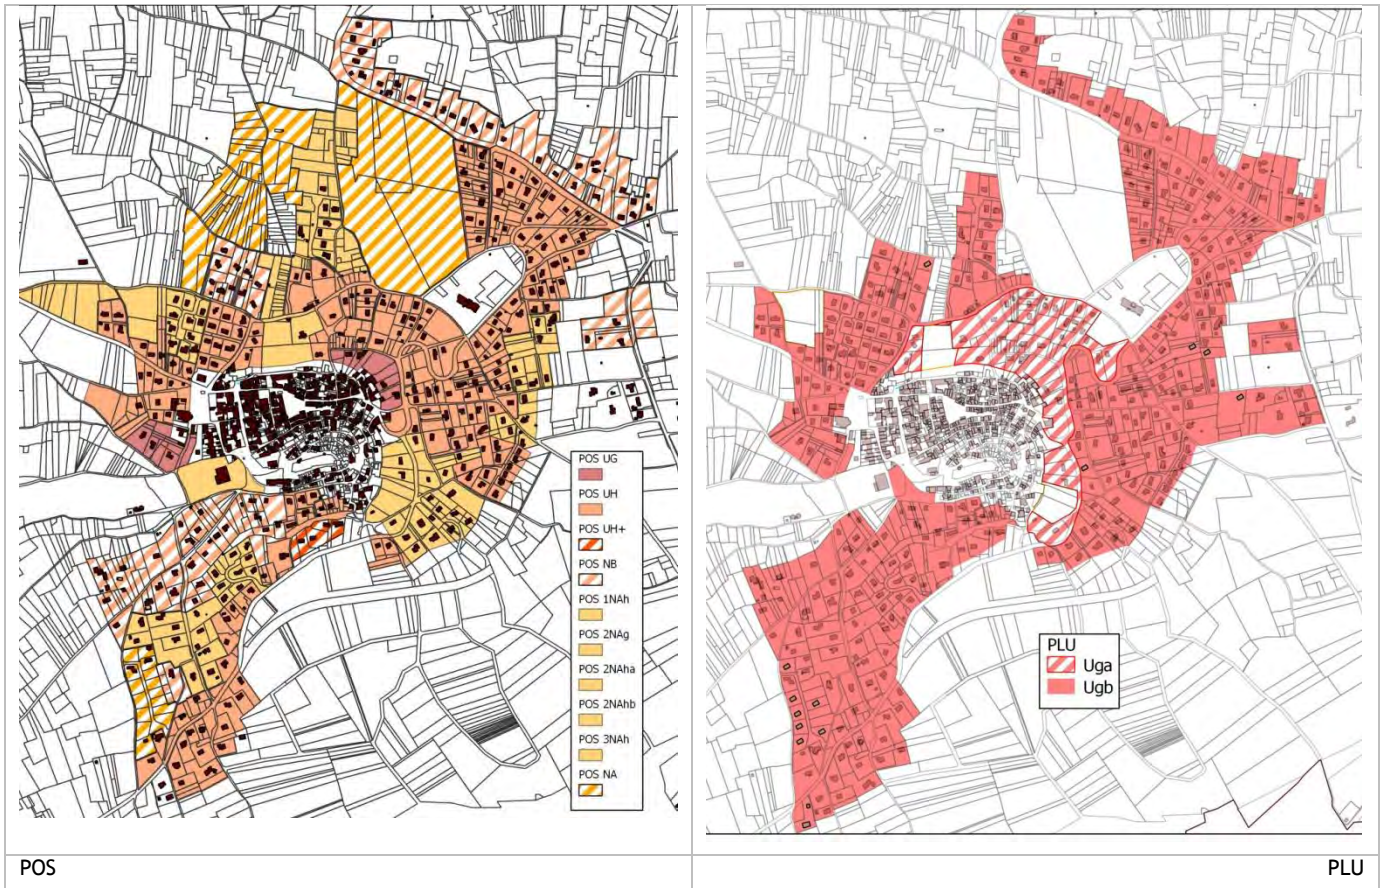 POS UG
POS UH
POS UH+
POS NB
POS 1NAh
POS 2NAg
POS 2NAha
POS 2NAhb
POS 3NAh
POS NA
PLU
Uga
Ugb
POS
PLU